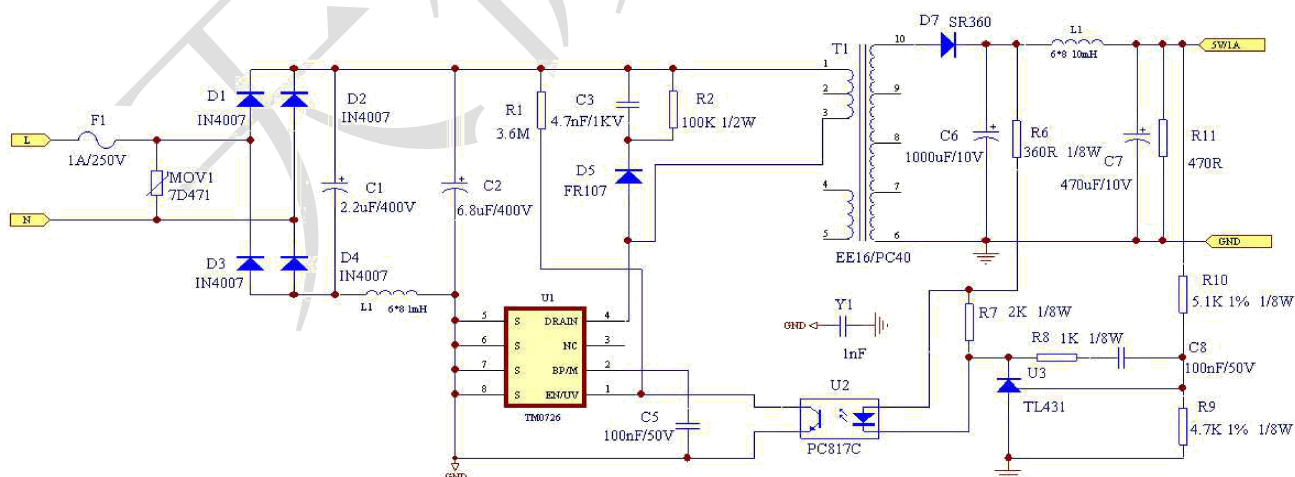 D7 SR360
L1
6*8 10mH
5W1A
T1
10
1
2
3
4
5
9
8
7
6
EE16/PC40
D1
IN4007
D2
IN4007
F1
L
1A/250V
MOV1
7D471
N
C1
2.2uF/400V
C2
6.8uF/400V
R1
3.6M
C3
4.7nF/1KV
R2
100K 1/2W
D5
FR107
C6
1000uF/10V
R6
360R 1/8W
C7
470uF/10V
R11
470R
GND
D3
IN4007
D4
IN4007
L1 6*8 1mH
U1
5 S DRAIN 4
6 S NC 3
7 S BP/M 2
8 S EN/UV 1
TM0726
C5
100nF/50V
GND
Y1
GND
1nF
U2
PC817C
R7 2K 1/8W
R8 1K 1/8W
C8
100nF/50V
U3
TL431
R10
5.1K 1% 1/8W
R9
4.7K 1% 1/8W